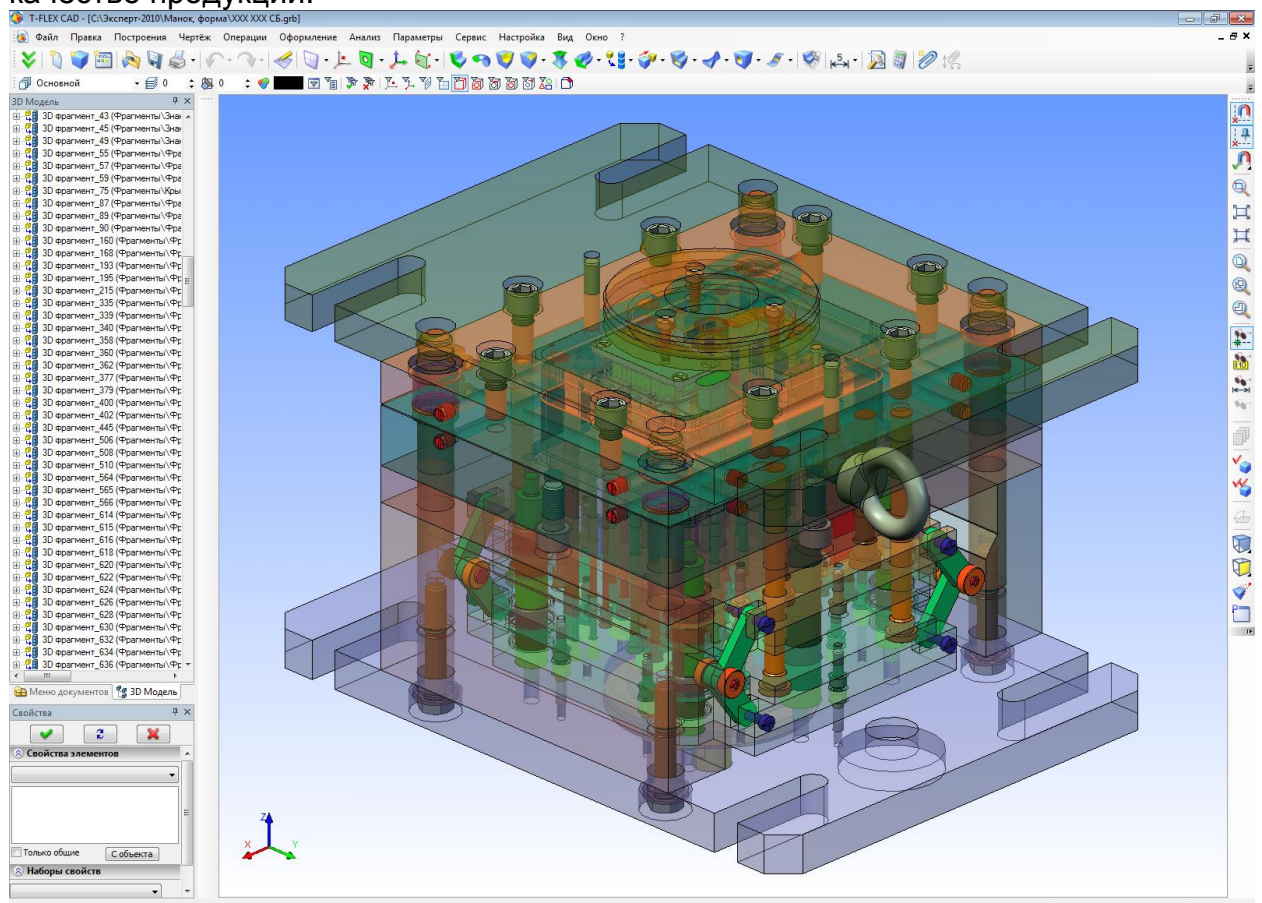 T-FLEX CAD - [C:\Эксперт-2010\Манок, форма\XXX XXX СБ.grb]
Файл Правка Построения Чертёж Операции Оформление Анализ Параметры Сервис Настройка Вид Окно ?
Основной 0 0
3D Модель
3D фрагмент_43 (Фрагменты\Знак
3D фрагмент_45 (Фрагменты\Знак
3D фрагмент_49 (Фрагменты\Знак
3D фрагмент_55 (Фрагменты\Фра
3D фрагмент_57 (Фрагменты\Фра
3D фрагмент_59 (Фрагменты\Фра
3D фрагмент_75 (Фрагменты\Кры
3D фрагмент_87 (Фрагменты\Фра
3D фрагмент_89 (Фрагменты\Фра
3D фрагмент_90 (Фрагменты\Фра
3D фрагмент_160 (Фрагменты\Фр
3D фрагмент_168 (Фрагменты\Фр
3D фрагмент_193 (Фрагменты\Фр
3D фрагмент_195 (Фрагменты\Фр
3D фрагмент_215 (Фрагменты\Фр
3D фрагмент_335 (Фрагменты\Фр
3D фрагмент_339 (Фрагменты\Фр
3D фрагмент_340 (Фрагменты\Фр
3D фрагмент_358 (Фрагменты\Фр
3D фрагмент_360 (Фрагменты\Фр
3D фрагмент_362 (Фрагменты\Фр
3D фрагмент_377 (Фрагменты\Фр
3D фрагмент_379 (Фрагменты\Фр
3D фрагмент_400 (Фрагменты\Фр
3D фрагмент_402 (Фрагменты\Фр
3D фрагмент_445 (Фрагменты\Фр
3D фрагмент_506 (Фрагменты\Фр
3D фрагмент_508 (Фрагменты\Фр
3D фрагмент_510 (Фрагменты\Фр
3D фрагмент_564 (Фрагменты\Фр
3D фрагмент_565 (Фрагменты\Фр
3D фрагмент_566 (Фрагменты\Фр
3D фрагмент_614 (Фрагменты\Фр
3D фрагмент_615 (Фрагменты\Фр
3D фрагмент_616 (Фрагменты\Фр
3D фрагмент_618 (Фрагменты\Фр
3D фрагмент_620 (Фрагменты\Фр
3D фрагмент_622 (Фрагменты\Фр
3D фрагмент_624 (Фрагменты\Фр
3D фрагмент_626 (Фрагменты\Фр
3D фрагмент_628 (Фрагменты\Фр
3D фрагмент_630 (Фрагменты\Фр
3D фрагмент_632 (Фрагменты\Фр
3D фрагмент_634 (Фрагменты\Фр
3D фрагмент_636 (Фрагменты\Фр
Меню документов 3D Модель
Свойства
Свойства элементов
Только общие С объекта
Наборы свойств
Z
X Y